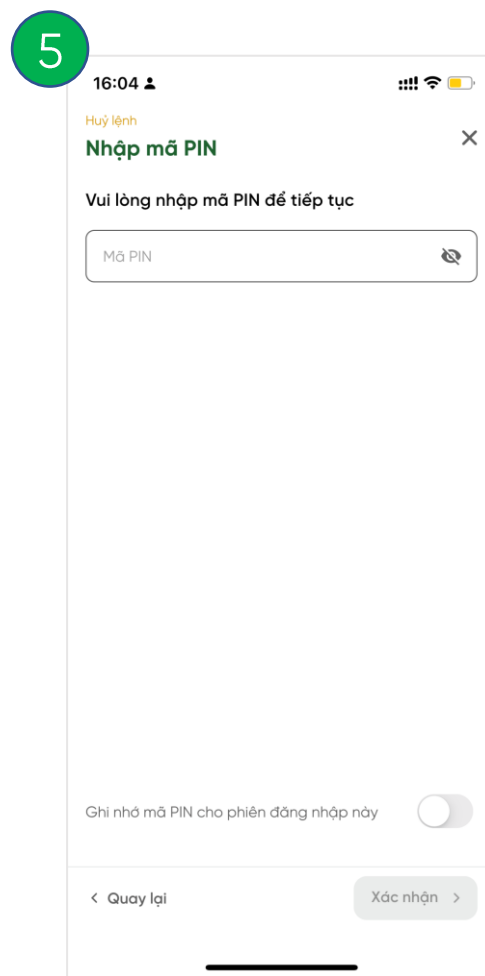 5
16:04
Huỷ lệnh
Nhập mã PIN
Vui lòng nhập mã PIN để tiếp tục
Mã PIN
Ghi nhớ mã PIN cho phiên đăng nhập này
Quay lại
Xác nhận